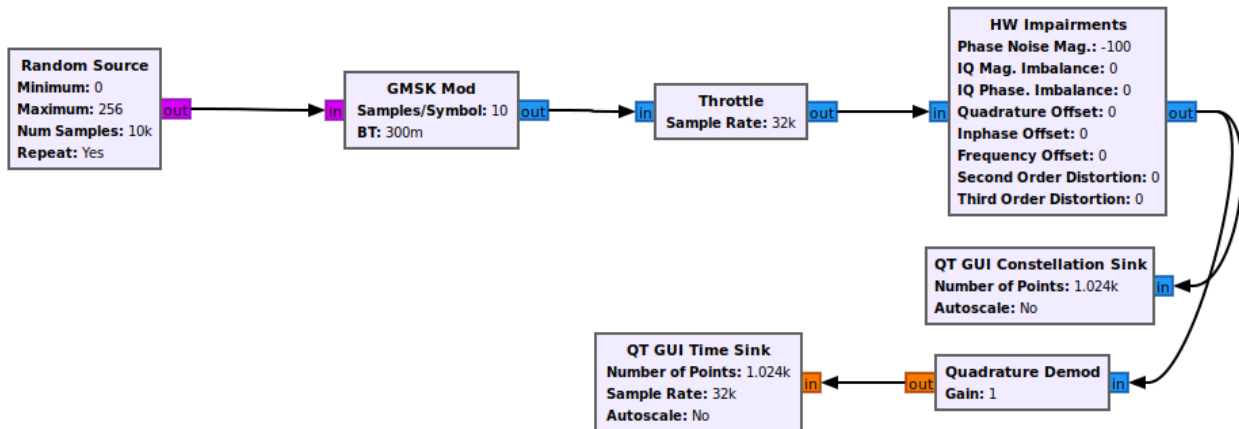 Random Source
Minimum: 0
Maximum: 256
Num Samples: 10k
Repeat: Yes
out
in
GMSK Mod
Samples/Symbol: 10
BT: 300m
out
in
Throttle
Sample Rate: 32k
out
in
HW Impairments
Phase Noise Mag.: -100
IQ Mag. Imbalance: 0
IQ Phase. Imbalance: 0
Quadrature Offset: 0
Inphase Offset: 0
Frequency Offset: 0
Second Order Distortion: 0
Third Order Distortion: 0
out
QT GUI Constellation Sink
Number of Points: 1.024k
Autoscale: No
in
QT GUI Time Sink
Number of Points: 1.024k
Sample Rate: 32k
Autoscale: No
in
out
Quadrature Demod
Gain: 1
in